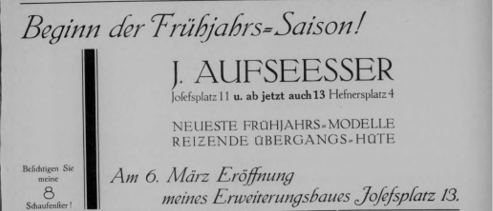 Beginn der Frühjahrs=Saison!
J. AUFSEESSER
Josefsplatz 11 u. ab jetzt auch 13 Hefnersplatz 4
NEUESTE FRÜHJAHRS=MODELLE
REIZENDE ÜBERGANGS=HÜTE
Besichtigen Sie
meine
8
Schaufenster!
Am 6. März Eröffnung
meines Erweiterungsbaues Josefsplatz 13.